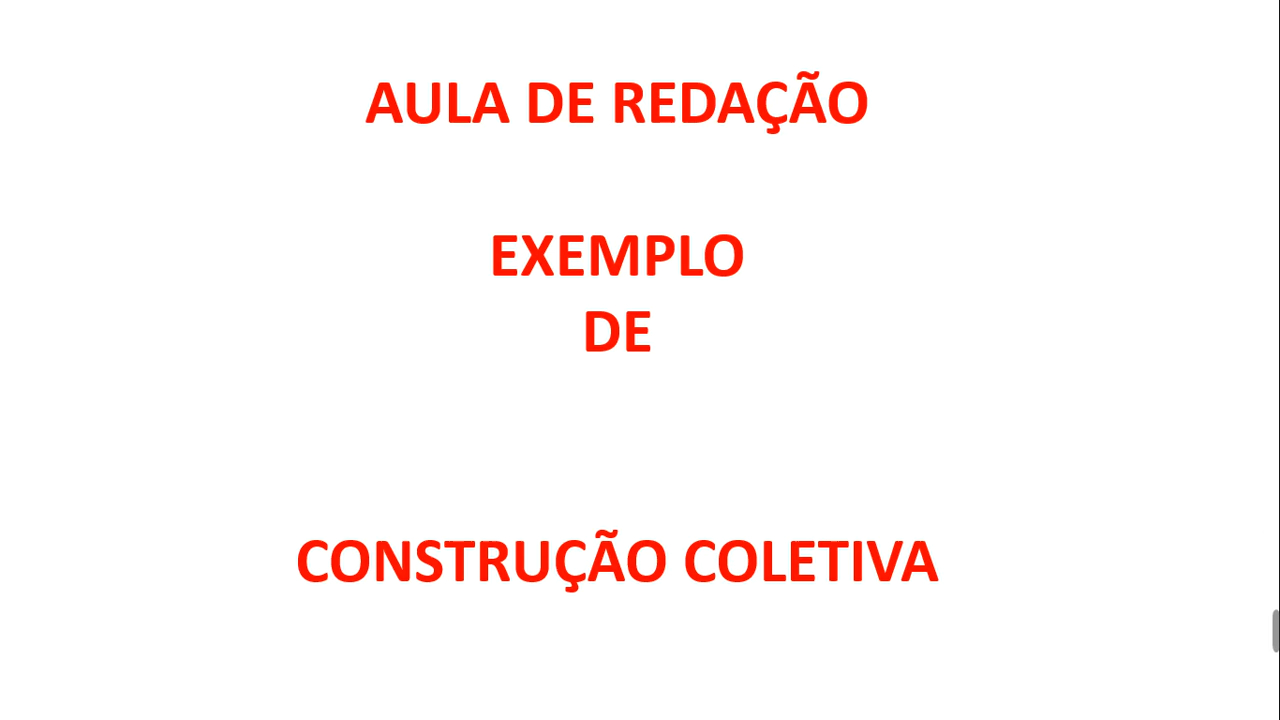 AULA DE REDAÇÃO
EXEMPLO
DE
CONSTRUÇÃO COLETIVA